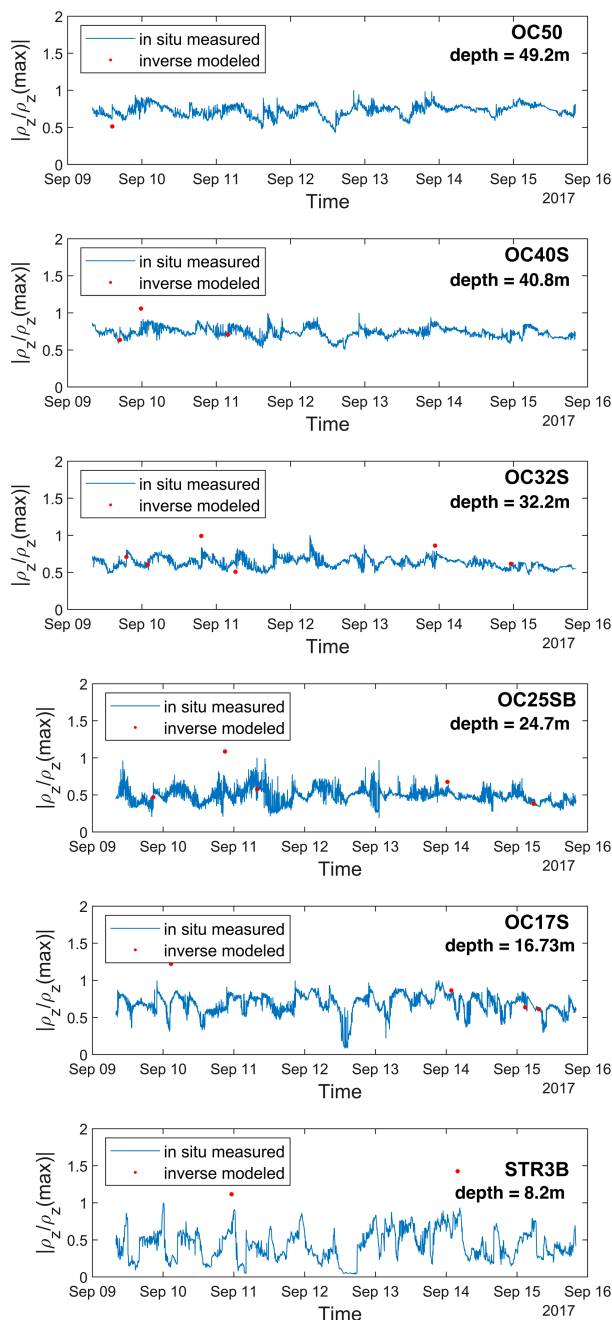 OC50
depth = 49.2m
in situ measured
inverse modeled
|ρz/ρz(max)|
2
1.5
1
0.5
0
Sep 09 Sep 10 Sep 11 Sep 12 Sep 13 Sep 14 Sep 15 Sep 16
Time
2017
OC40S
depth = 40.8m
in situ measured
inverse modeled
|ρz/ρz(max)|
2
1.5
1
0.5
0
Sep 09 Sep 10 Sep 11 Sep 12 Sep 13 Sep 14 Sep 15 Sep 16
Time
2017
OC32S
depth = 32.2m
in situ measured
inverse modeled
|ρz/ρz(max)|
2
1.5
1
0.5
0
Sep 09 Sep 10 Sep 11 Sep 12 Sep 13 Sep 14 Sep 15 Sep 16
Time
2017
OC25SB
depth = 24.7m
in situ measured
inverse modeled
|ρz/ρz(max)|
2
1.5
1
0.5
0
Sep 09 Sep 10 Sep 11 Sep 12 Sep 13 Sep 14 Sep 15 Sep 16
2017
OC17S
depth = 16.73m
in situ measured
inverse modeled
|ρz/ρz(max)|
2
1.5
1
0.5
0
Sep 09 Sep 10 Sep 11 Sep 12 Sep 13 Sep 14 Sep 15 Sep 16
2017
STR3B
depth = 8.2m
in situ measured
inverse modeled
|ρz/ρz(max)|
2
1.5
1
0.5
0
Sep 09 Sep 10 Sep 11 Sep 12 Sep 13 Sep 14 Sep 15 Sep 16
2017